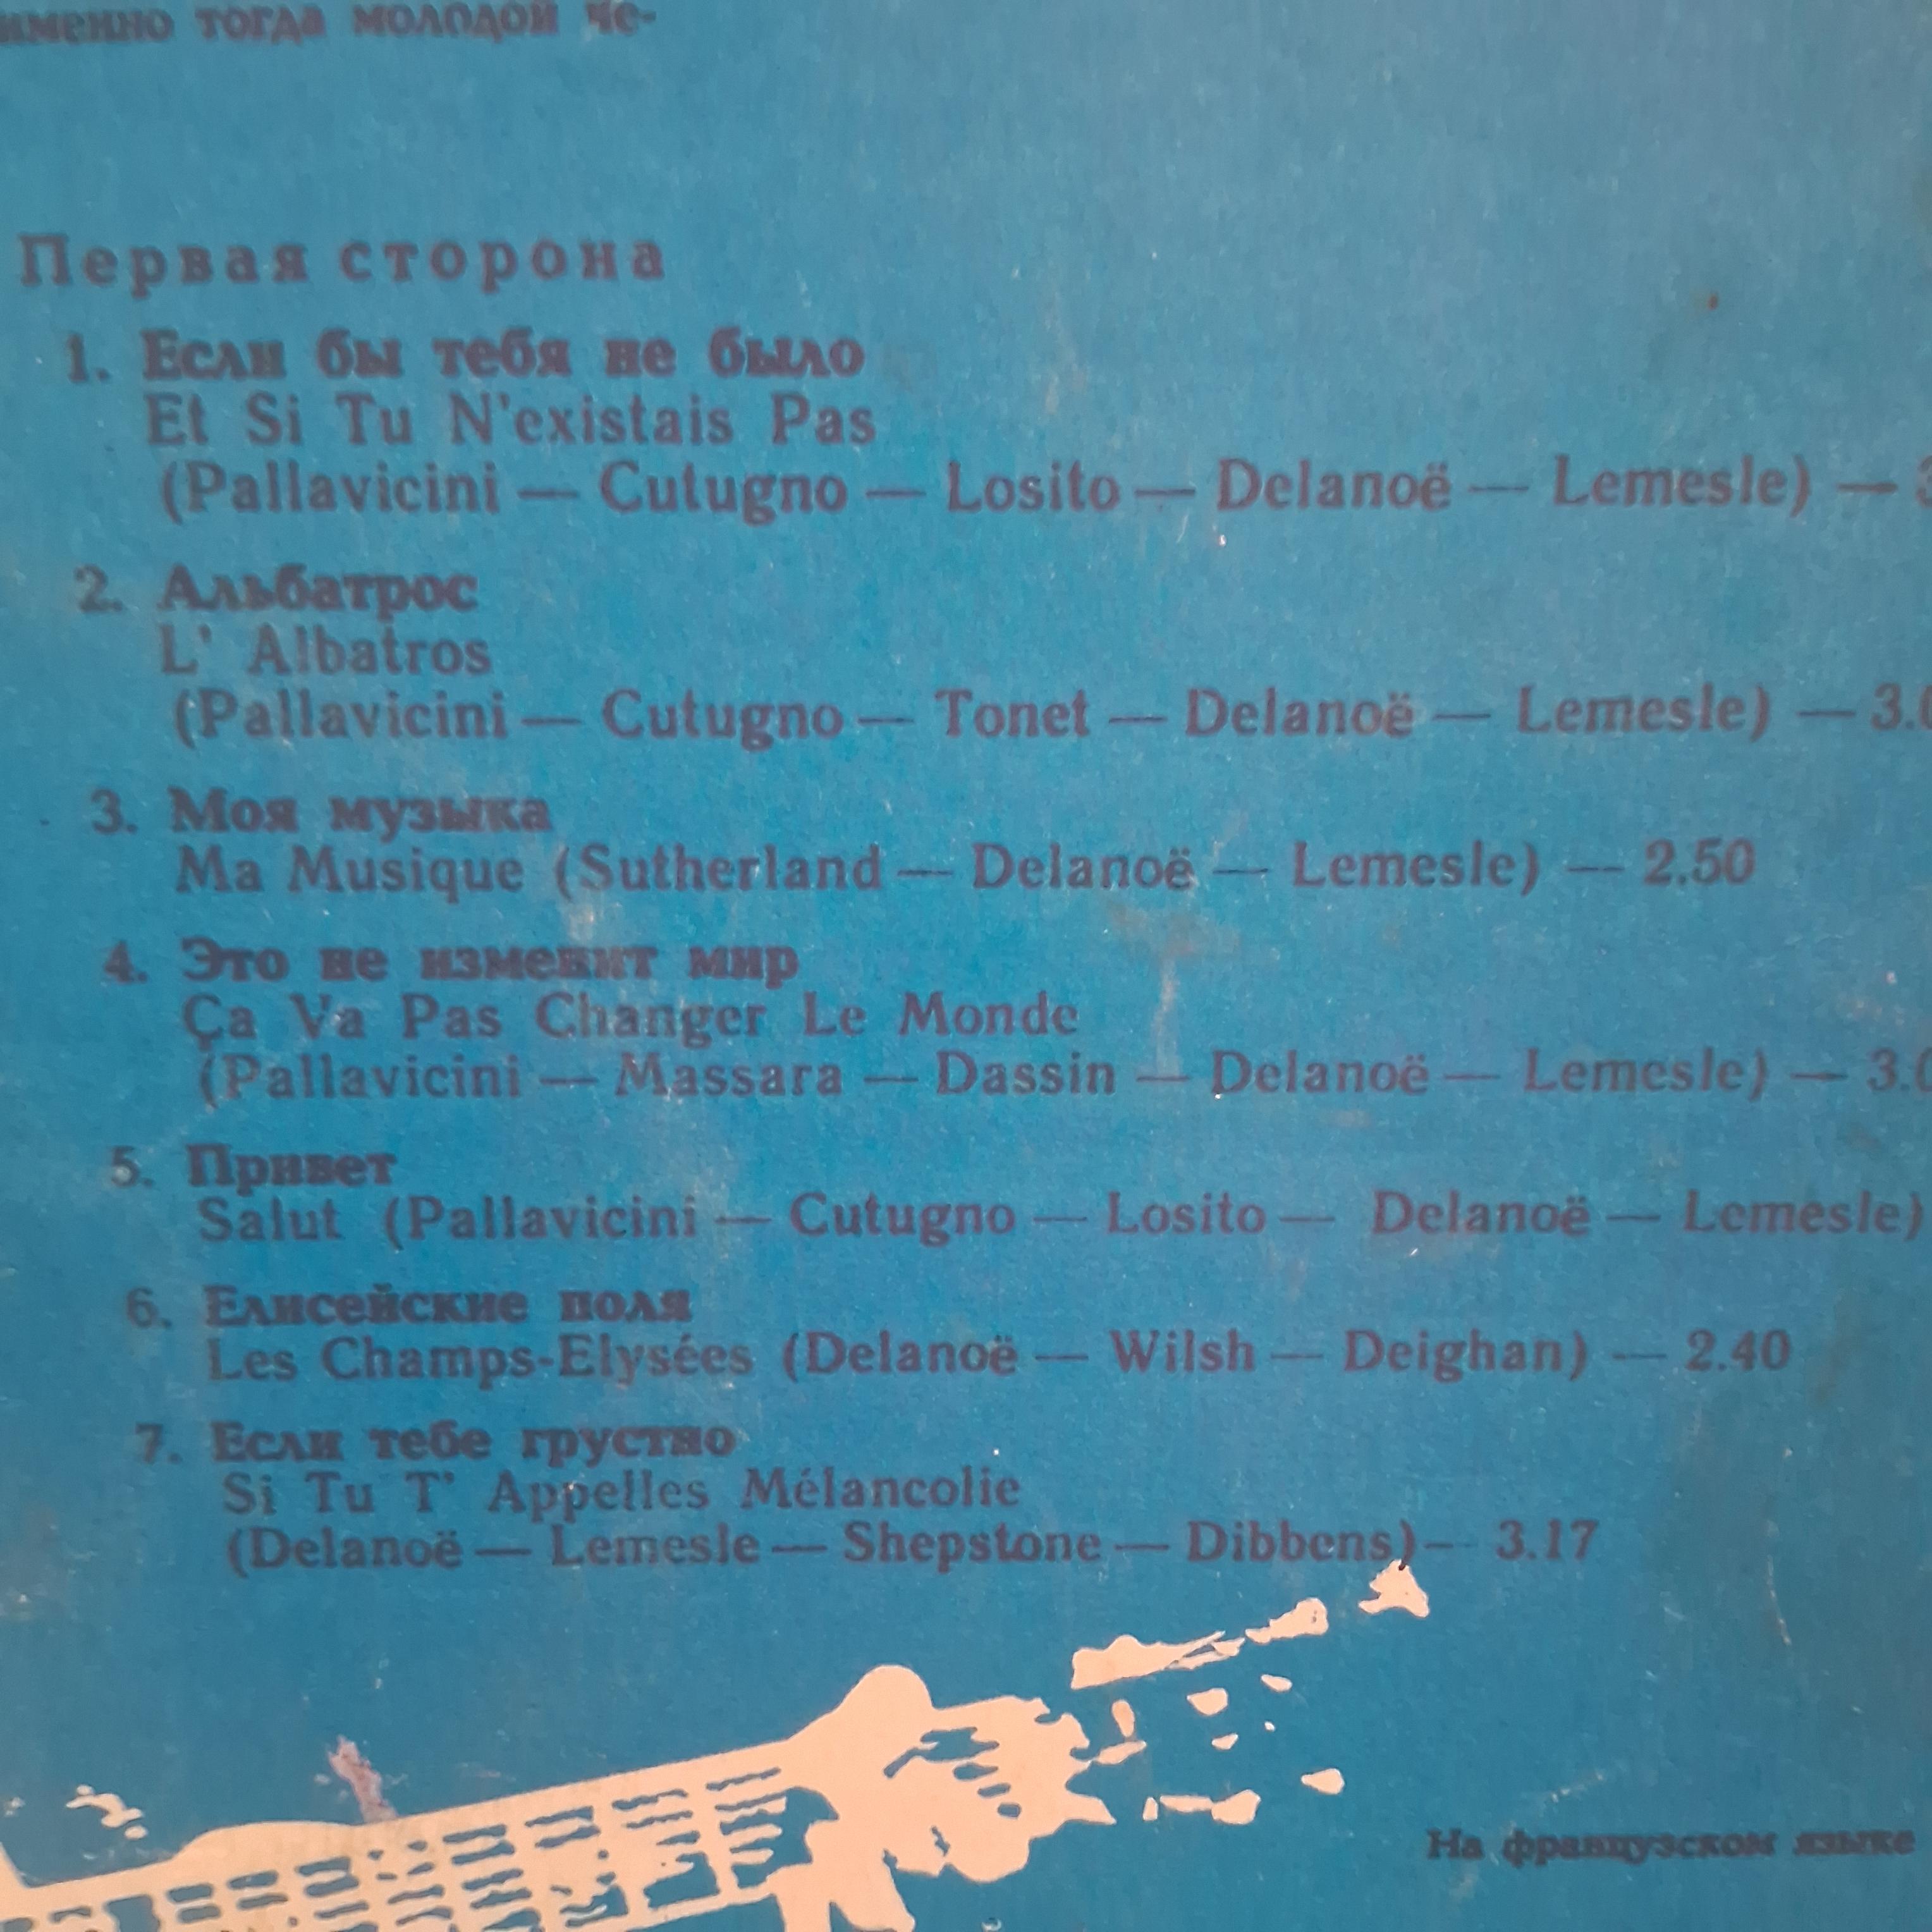 именно тогда молодой че-
Первая сторона
1. Если бы тебя не было
Et Si Tu N'existais Pas
(Pallavicini — Cutugno — Losito — Delanoë — Lemesle) —
2. Альбатрос
L' Albatros
(Pallavicini — Cutugno — Tonet — Delanoë — Lemesle) — 3.
3. Моя музыка
Ma Musique (Sutherland — Delanoë — Lemesle) — 2.50
4. Это не изменит мир
Ça Va Pas Changer Le Monde
(Pallavicini — Massara — Dassin — Delanoë — Lemesle) — 3.0
5. Привет
Salut (Pallavicini — Cutugno — Losito — Delanoë — Lemesle)
6. Елисейские поля
Les Champs-Elysées (Delanoë — Wilsh — Deighan) — 2.40
7. Если тебе грустно
Si Tu T' Appelles Mélancolie
(Delanoë — Lemesle — Shepstone — Dibbens) — 3.17
На французском языке